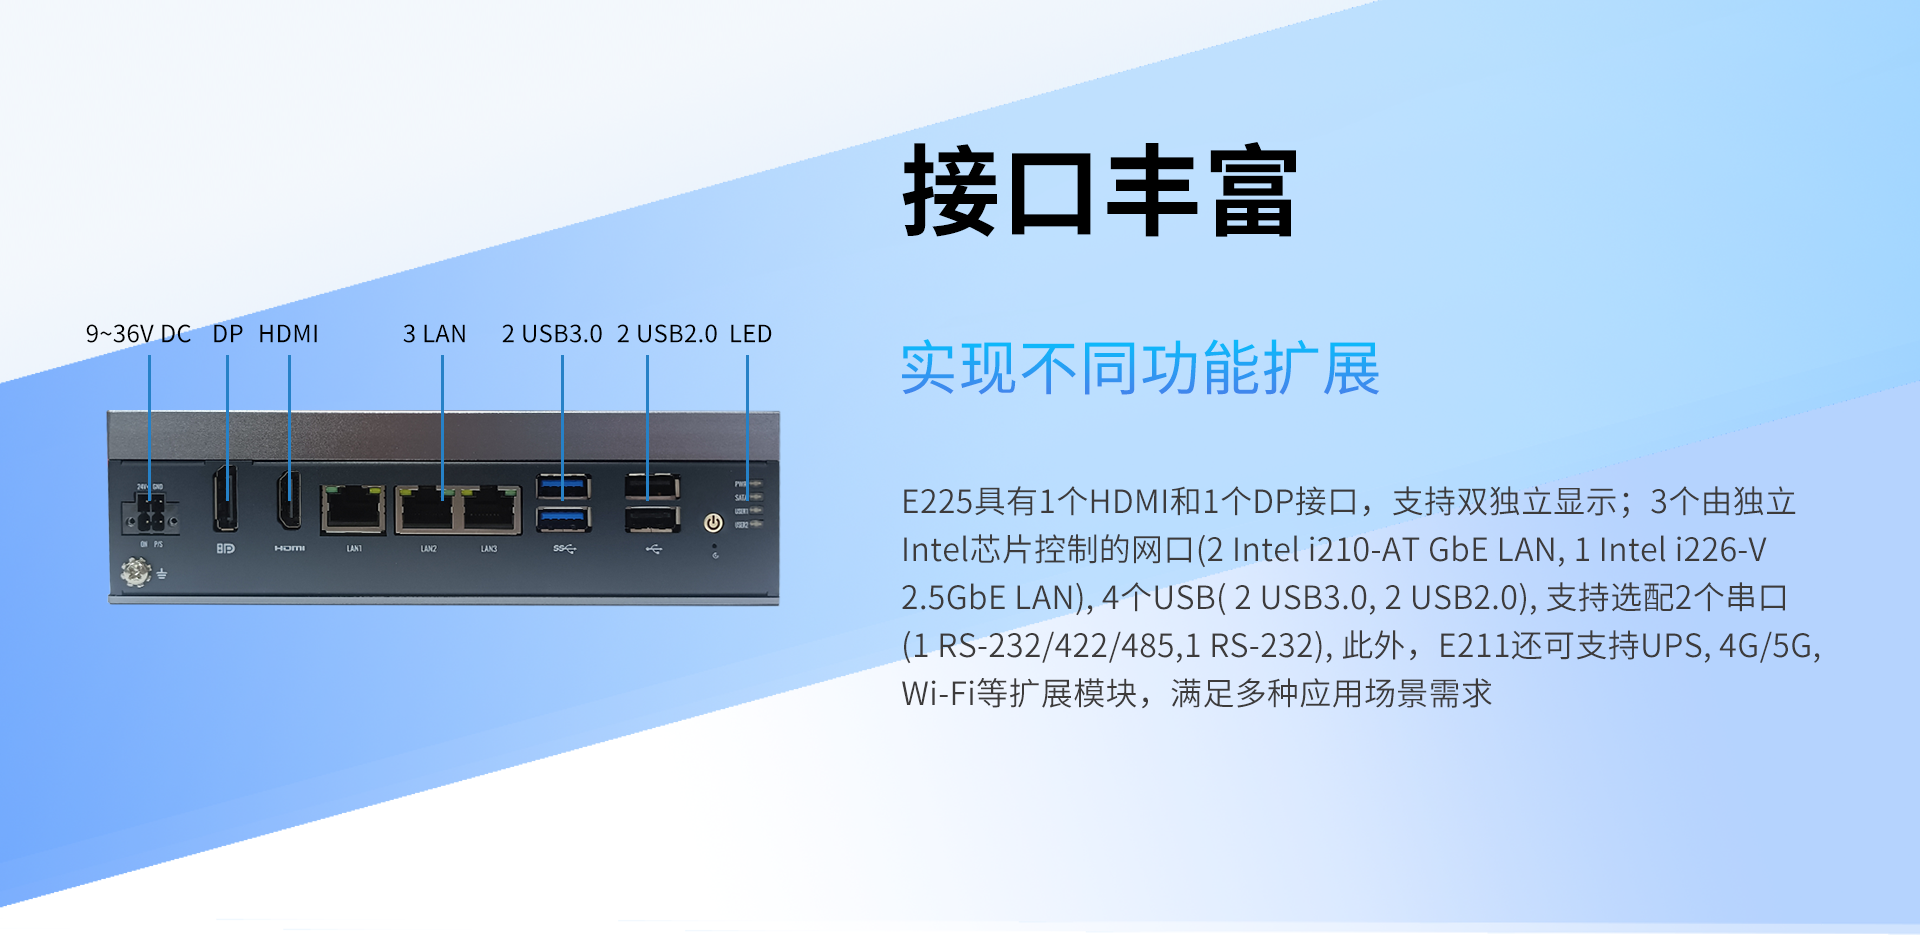 接口丰富
实现不同功能扩展
9~36V DC DP HDMI 3 LAN 2 USB3.0 2 USB2.0 LED
24V- GND
PWR
SATA
USER1
USER2
ON P/S
HDMI
LAN1
LAN2
LAN3
SS
E225具有1个HDMI和1个DP接口，支持双独立显示；3个由独立
Intel芯片控制的网口(2 Intel i210-AT GbE LAN, 1 Intel i226-V
2.5GbE LAN), 4个USB( 2 USB3.0, 2 USB2.0), 支持选配2个串口
(1 RS-232/422/485,1 RS-232), 此外，E211还可支持UPS, 4G/5G,
Wi-Fi等扩展模块，满足多种应用场景需求